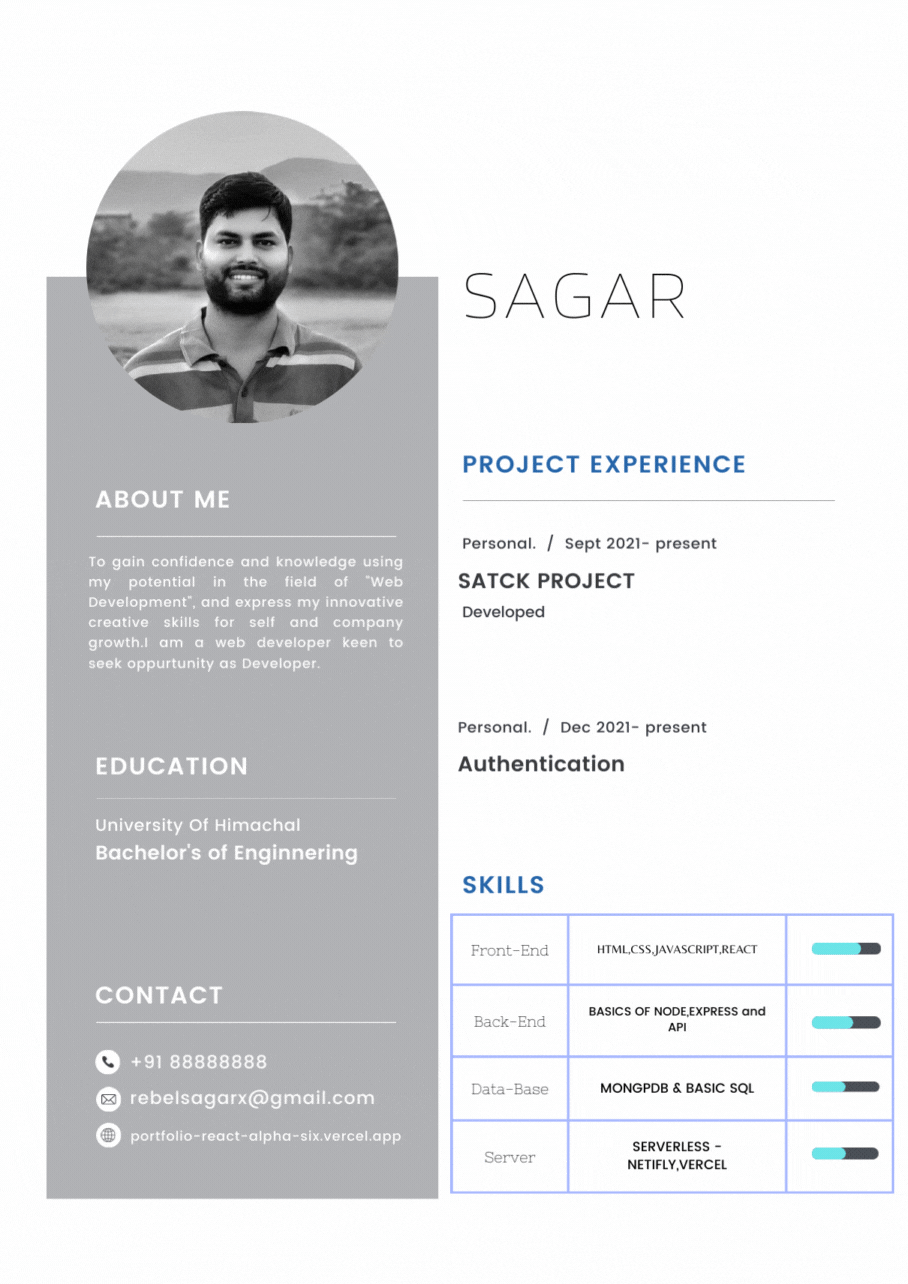 SAGAR
ABOUT ME
To gain confidence and knowledge using
my potential in the field of "Web
Development", and express my innovative
creative skills for self and company
growth.I am a web developer keen to
seek oppurtunity as Developer.
EDUCATION
University Of Himachal
Bachelor's of Enginnering
CONTACT
+91 88888888
rebelsagarx@gmail.com
portfolio-react-alpha-six.vercel.app
PROJECT EXPERIENCE
Personal. / Sept 2021- present
SATCK PROJECT
Developed
Personal. / Dec 2021- present
Authentication
SKILLS
Front-End
HTML,CSS,JAVASCRIPT,REACT
Back-End
BASICS OF NODE,EXPRESS and
API
Data-Base
MONGPDB & BASIC SQL
Server
SERVERLESS -
NETIFLY,VERCEL